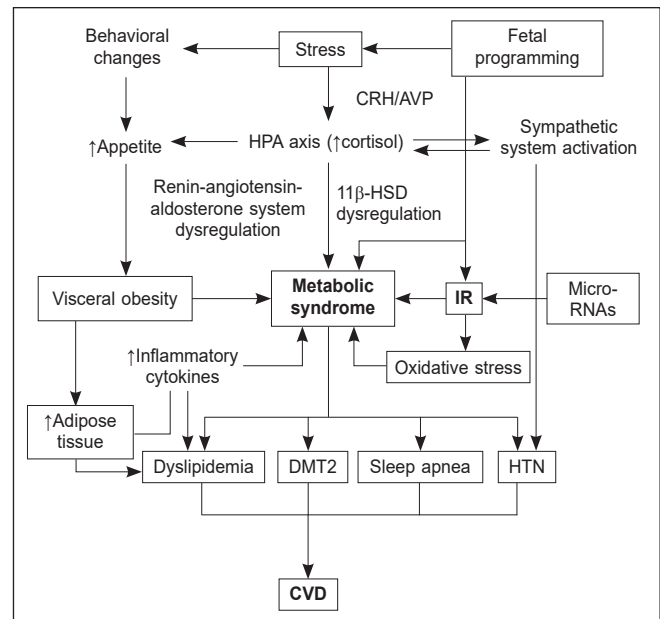 Behavioral
changes
Stress
Fetal
programming
CRH/AVP
↑Appetite
HPA axis (↑cortisol)
Sympathetic
system activation
Renin-angiotensin-
aldosterone system
dysregulation
11β-HSD
dysregulation
Visceral obesity
Metabolic
syndrome
IR
Micro-
RNAs
↑Inflammatory
cytokines
Oxidative stress
↑Adipose
tissue
Dyslipidemia
DMT2
Sleep apnea
HTN
CVD